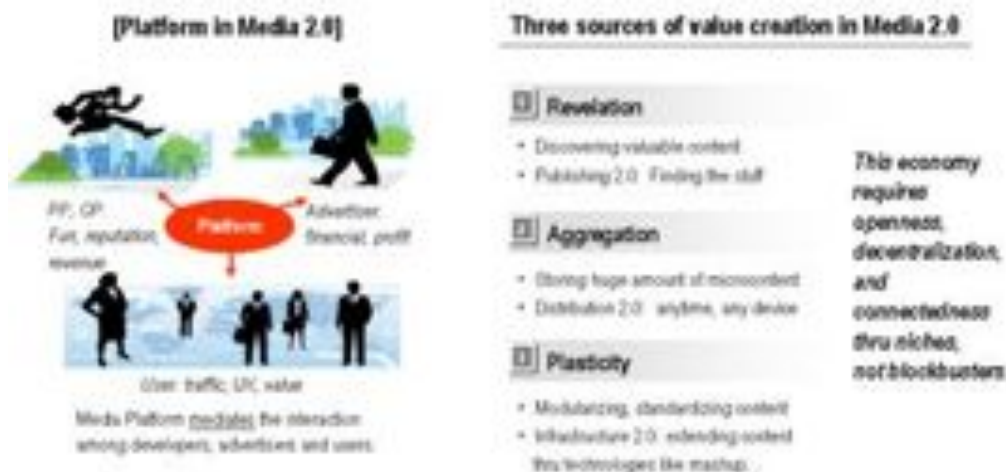 [Platform in Media 2.0]
Platform
Advertiser,
financial, profit
Fun, reputation,
revenue
User: traffic, UV, value
Media Platform mediates the interaction
among developers, advertisers and users.
Three sources of value creation in Media 2.0
Revelation
• Discovering valuable content
• Publishing 2.0: Finding the stuff
Aggregation
• Storing huge amount of microcontent
• Distribution 2.0: anytime, any device
Plasticity
• Modularizing, standardizing content
• Infrastructure 2.0: extending content
thru technologies like mashup.
This economy
requires
openness,
decentralization,
and
connectedness
thru niches,
not blockbusters